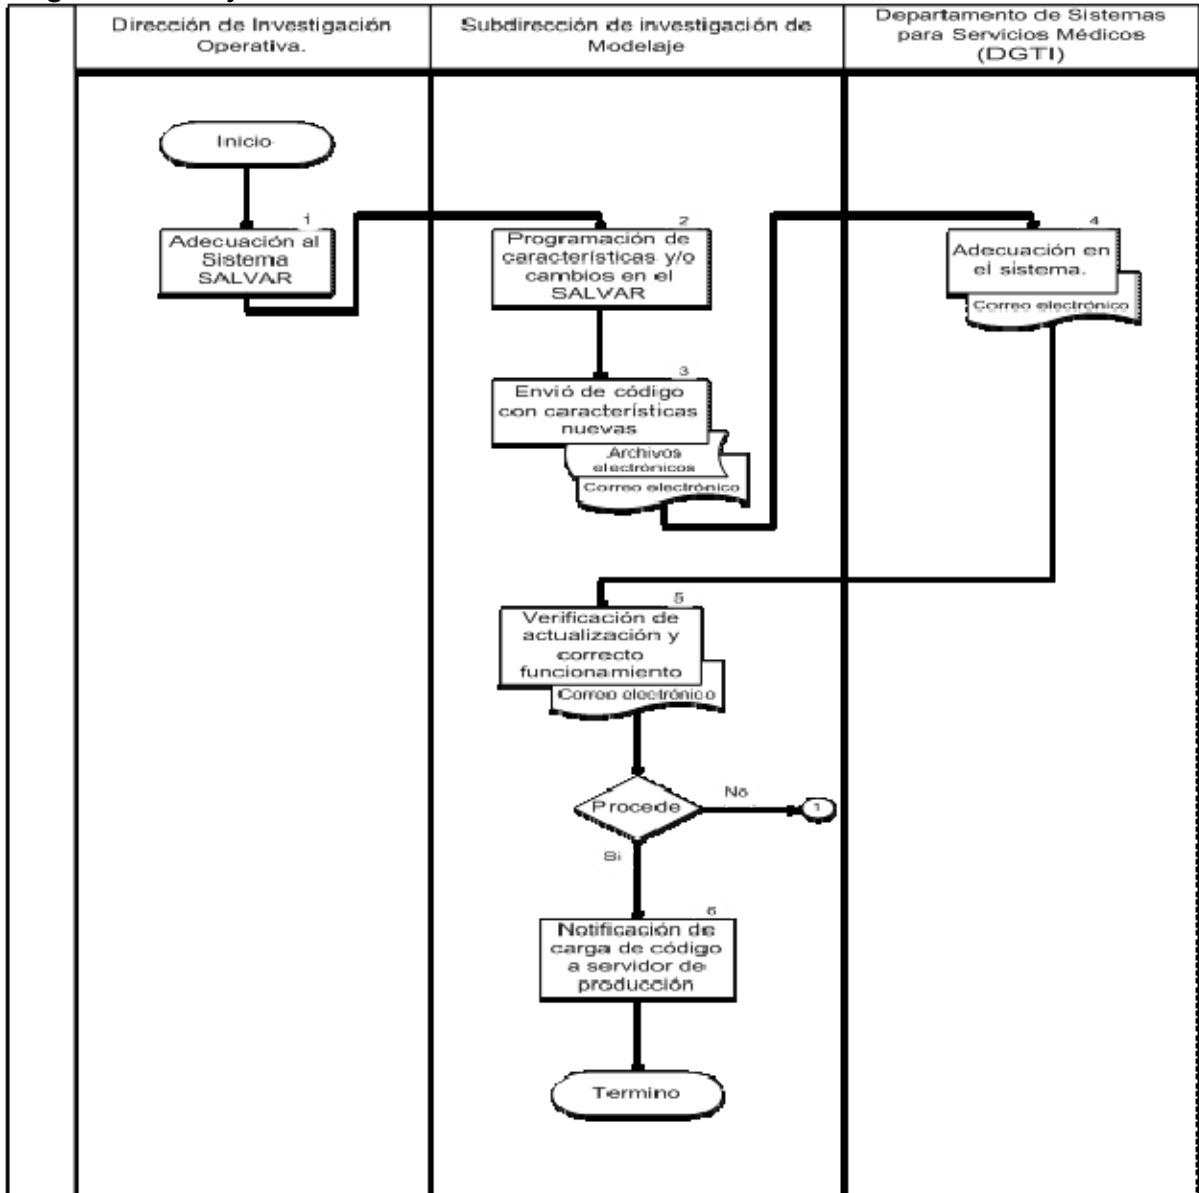 Dirección de Investigación
Operativa.
Subdirección de investigación de
Modelaje
Departamento de Sistemas
para Servicios Médicos
(DGTI)
Inicio
1
Adecuación al
Sistema
SALVAR
2
Programación de
características y/o
cambios en el
SALVAR
4
Adecuación en
el sistema.
Correo electrónico
3
Envió de código
con características
nuevas
Archivos
electrónicos
Correo electrónico
5
Verificación de
actualización y
correcto
funcionamiento
Correo electrónico
Procede
No
1
Si
6
Notificación de
carga de código
a servidor de
producción
Termino